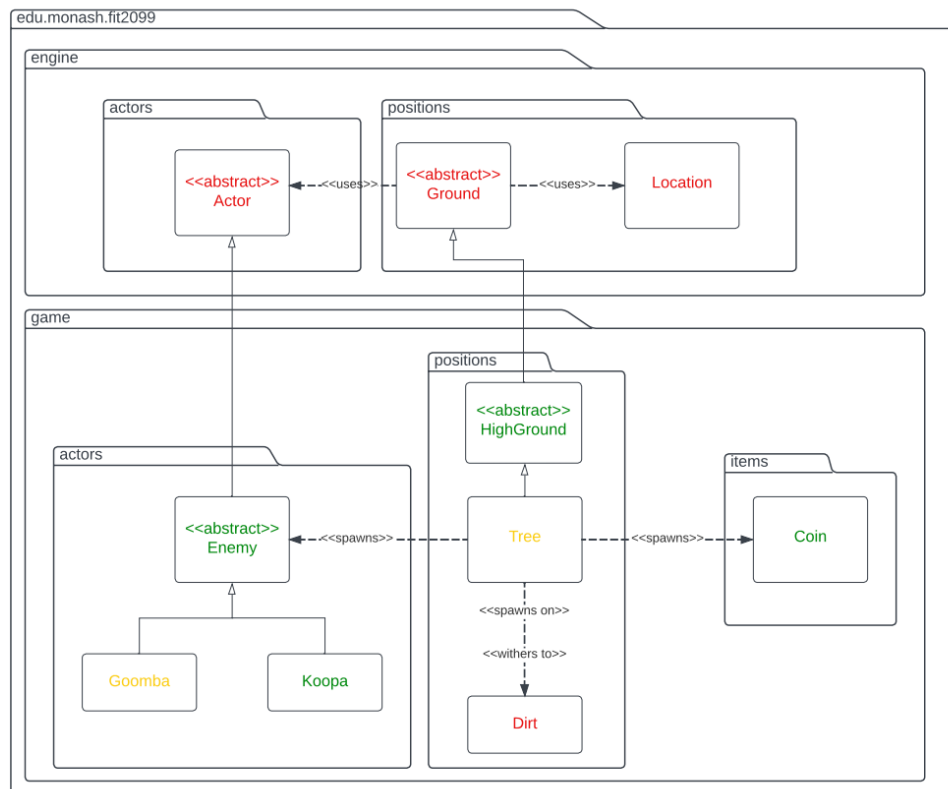 edu.monash.fit2099
engine
actors
positions
<<abstract>>
Actor
<<uses>>
<<abstract>>
Ground
<<uses>>
Location
game
positions
<<abstract>>
HighGround
actors
items
<<abstract>>
Enemy
<<spawns>>
Tree
<<spawns>>
Coin
<<spawns on>>
<<withers to>>
Goomba
Koopa
Dirt